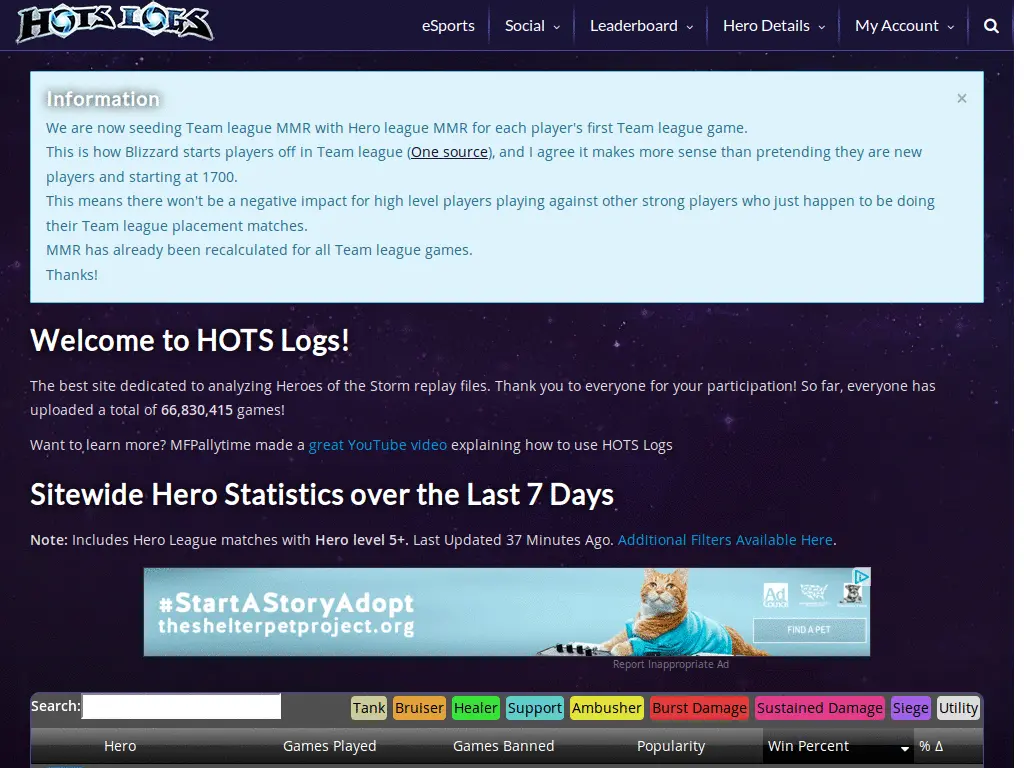 HOTS LOGS
eSports
Social
Leaderboard
Hero Details
My Account
Information
×
We are now seeding Team league MMR with Hero league MMR for each player's first Team league game.
This is how Blizzard starts players off in Team league (One source), and I agree it makes more sense than pretending they are new
players and starting at 1700.
This means there won't be a negative impact for high level players playing against other strong players who just happen to be doing
their Team league placement matches.
MMR has already been recalculated for all Team league games.
Thanks!
Welcome to HOTS Logs!
The best site dedicated to analyzing Heroes of the Storm replay files. Thank you to everyone for your participation! So far, everyone has
uploaded a total of 66,830,415 games!
Want to learn more? MFPallytime made a great YouTube video explaining how to use HOTS Logs
Sitewide Hero Statistics over the Last 7 Days
Note: Includes Hero League matches with Hero level 5+. Last Updated 37 Minutes Ago. Additional Filters Available Here.
#StartAStoryAdopt
theshelterpetproject.org
Ad
COUNCIL
FIND A PET
Report Inappropriate Ad
Search:
Tank
Bruiser
Healer
Support
Ambusher
Burst Damage
Sustained Damage
Siege
Utility
Hero
Games Played
Games Banned
Popularity
Win Percent
% Δ